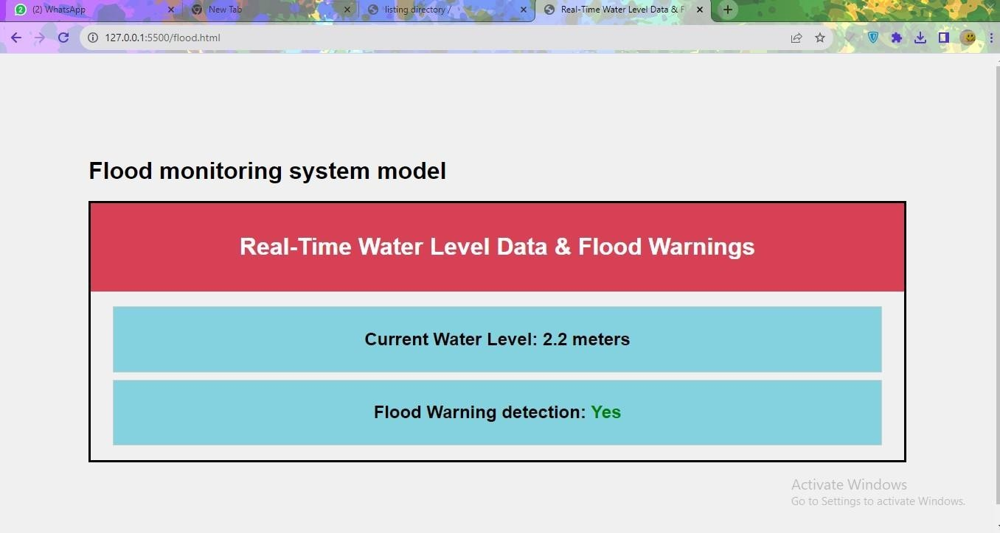 2 (2) WhatsApp
New Tab
listing directory /
Real-Time Water Level Data & F
127.0.0.1:5500/flood.html
Flood monitoring system model
Real-Time Water Level Data & Flood Warnings
Current Water Level: 2.2 meters
Flood Warning detection: Yes
Activate Windows
Go to Settings to activate Windows.